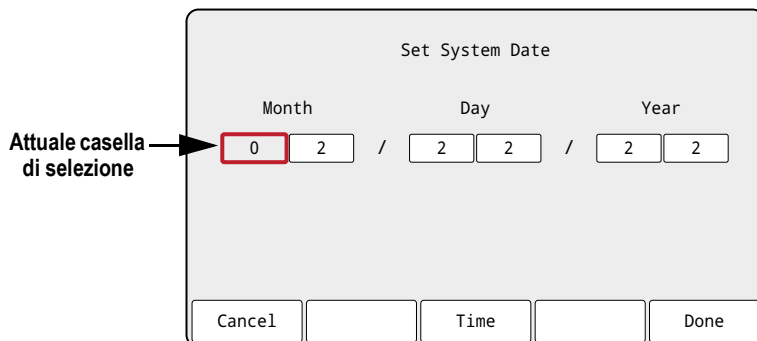 Set System Date
Month Day Year
Attuale casella
di selezione
0 2 / 2 2 / 2 2
Cancel Time Done